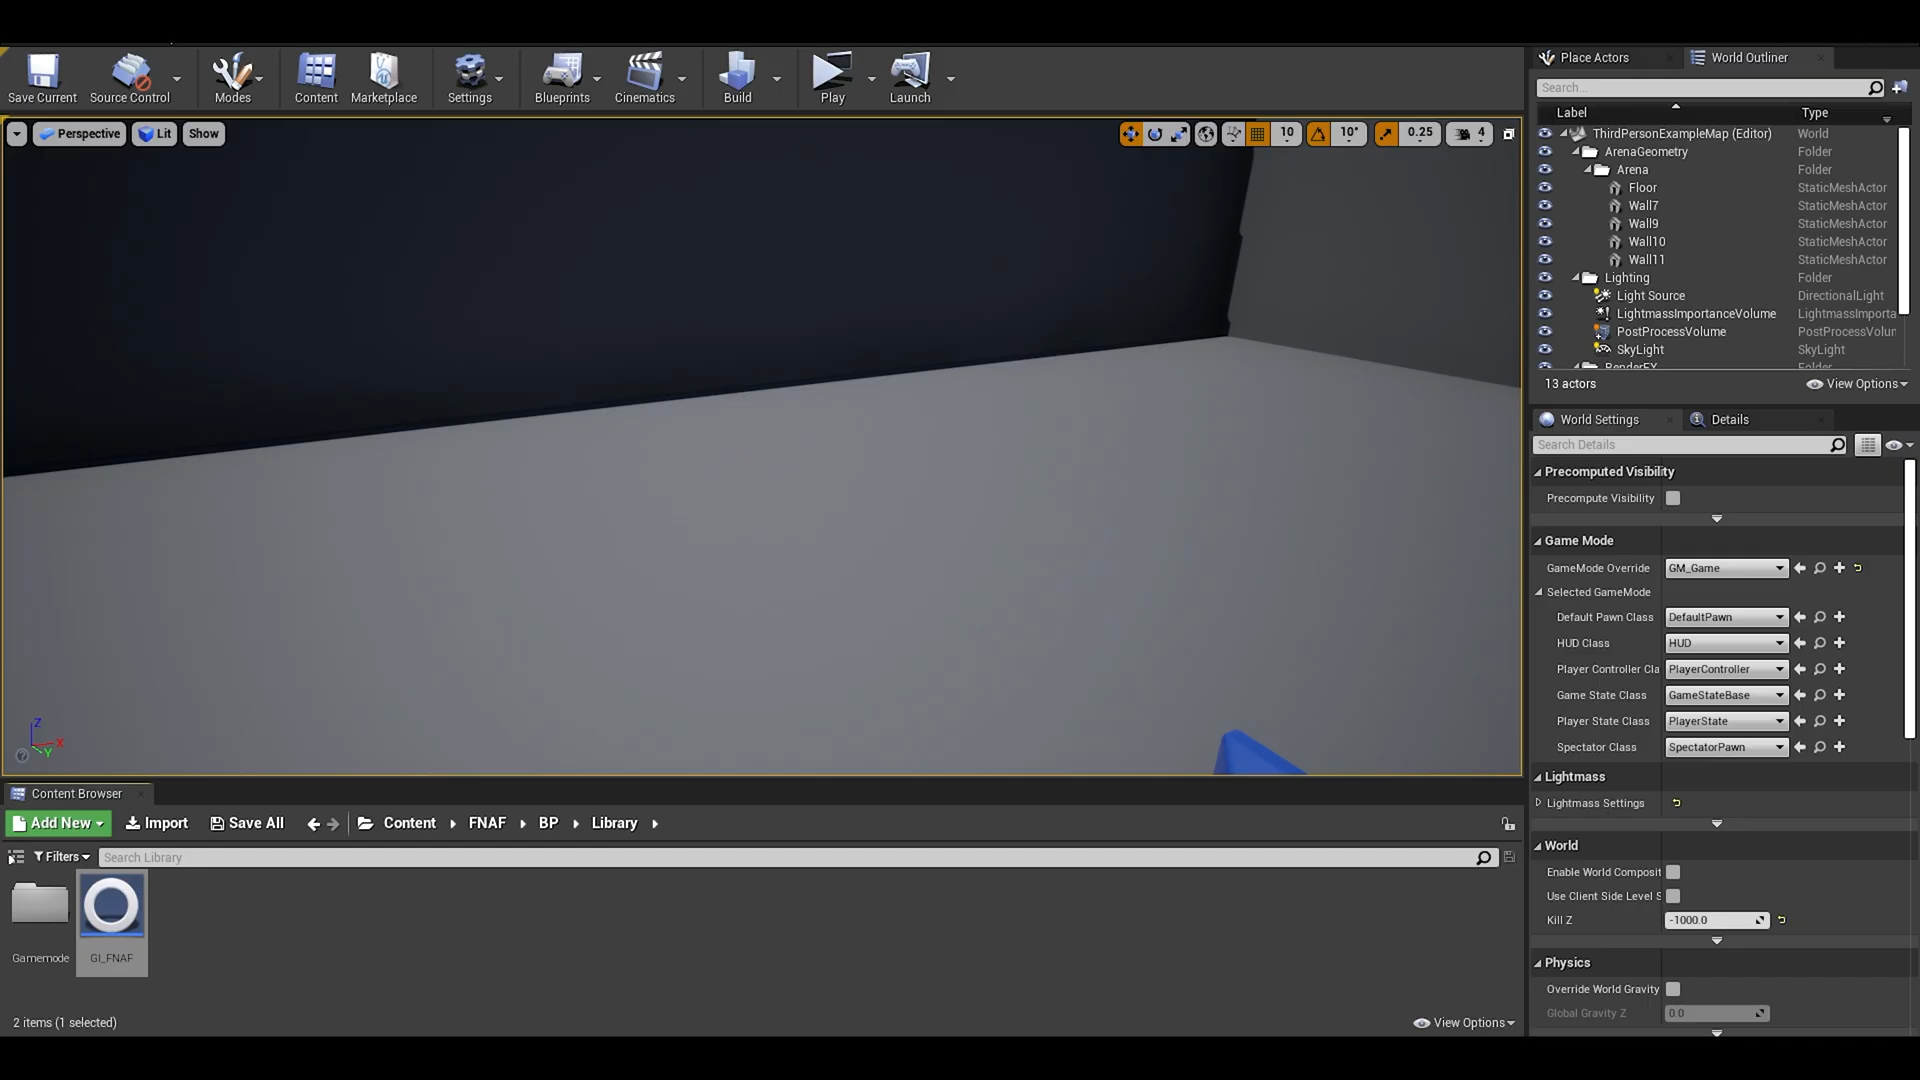 Save Current
Source Control
Modes
Content
Marketplace
Settings
Blueprints
Cinematics
Build
Play
Launch
Place Actors
World Outliner
Search...
Label
Type
Perspective
Lit
Show
10
10°
0.25
4
ThirdPersonExampleMap (Editor)
World
ArenaGeometry
Folder
Arena
Folder
Floor
StaticMeshActor
Wall7
StaticMeshActor
Wall9
StaticMeshActor
Wall10
StaticMeshActor
Wall11
StaticMeshActor
Lighting
Folder
Light Source
DirectionalLight
LightmassImportanceVolume
LightmassImporta
PostProcessVolume
PostProcessVolur
SkyLight
SkyLight
RenderFX
Folder
13 actors
View Options
World Settings
Details
Search Details
Precomputed Visibility
Precompute Visibility
Game Mode
GameMode Override
GM_Game
Selected GameMode
Default Pawn Class
DefaultPawn
HUD Class
HUD
Player Controller Cla
PlayerController
Game State Class
GameStateBase
Player State Class
PlayerState
Spectator Class
SpectatorPawn
Lightmass
Lightmass Settings
World
Enable World Composit
Use Client Side Level S
Kill Z
-1000.0
Physics
Override World Gravity
Global Gravity Z
0.0
Z
X
Y
Content Browser
Add New
Import
Save All
Content
FNAF
BP
Library
Filters
Search Library
Gamemode
GI_FNAF
2 items (1 selected)
View Options